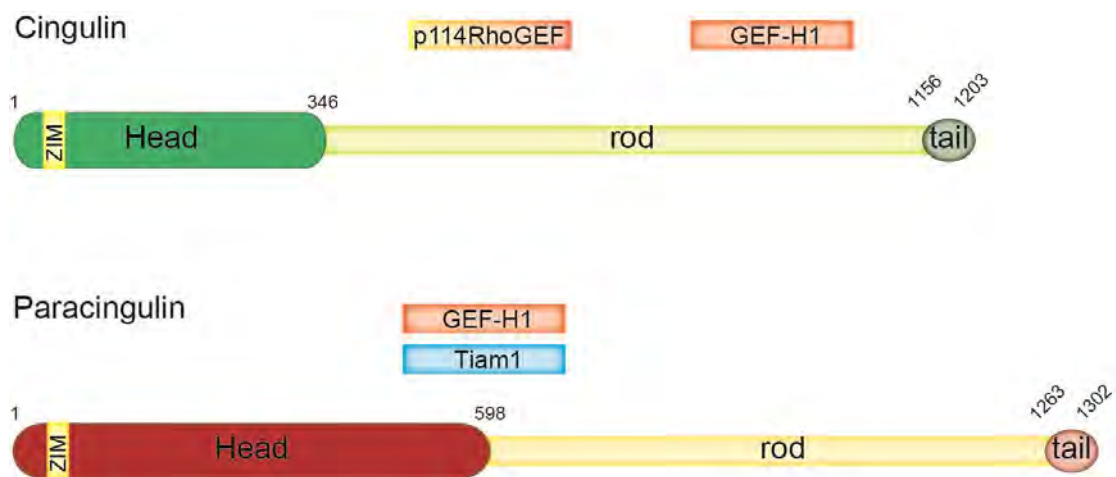 Cingulin
p114RhoGEF GEF-H1
1 346 1156 1203
ZIM Head rod tail
Paracingulin
GEF-H1
Tiam1
1 598 1263 1302
ZIM Head rod tail